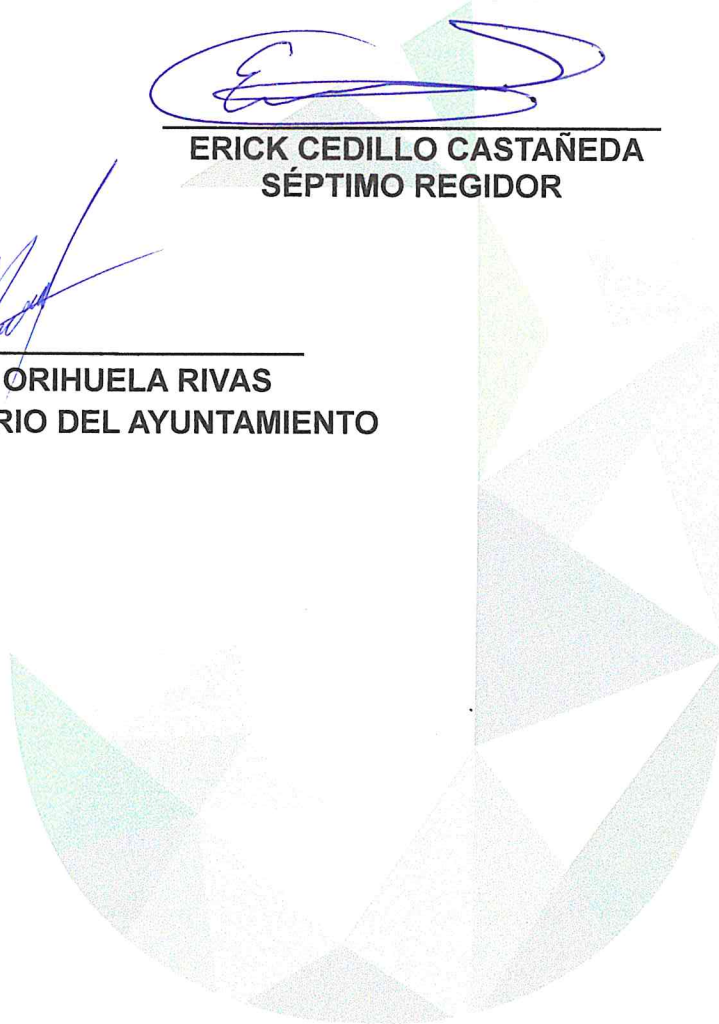 ERICK CEDILLO CASTAÑEDA
SÉPTIMO REGIDOR
ORIHUELA RIVAS
RIO DEL AYUNTAMIENTO